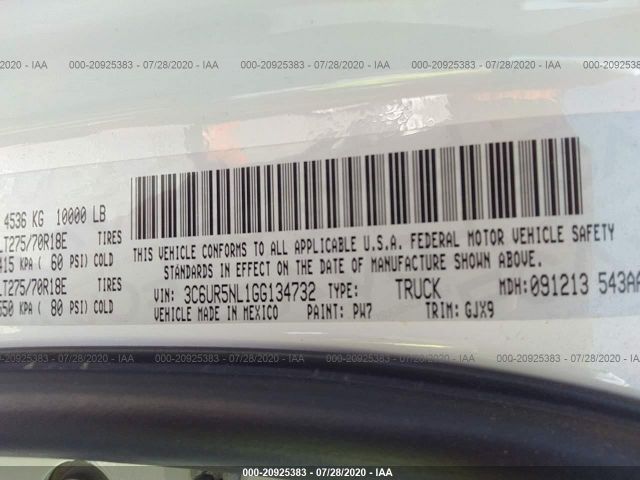 000-20925383 - 07/28/2020 - IAA 000-20925383 - 07/28/2020 - IAA 000-20925383 - 07/28/2020 - IAA
4536 KG 10000 LB
LT275/70R18E TIRES
415 KPA ( 60 PSI) COLD
LT275/70R18E TIRES
550 KPA ( 80 PSI) COLD
THIS VEHICLE CONFORMS TO ALL APPLICABLE U.S.A. FEDERAL MOTOR VEHICLE SAFETY
STANDARDS IN EFFECT ON THE DATE OF MANUFACTURE SHOWN ABOVE.
VIN: 3C6UR5NL1GG134732 TYPE: TRUCK MDH: 091213 543AA
VEHICLE MADE IN MEXICO PAINT: PW7 TRIM: GJX9
000-20925383 - 07/28/2020 - IAA 000-20925383 - 07/28/2020 - IAA 000-20925383 - 07/28/2020 - IAA
000-20925383 - 07/28/2020 - IAA